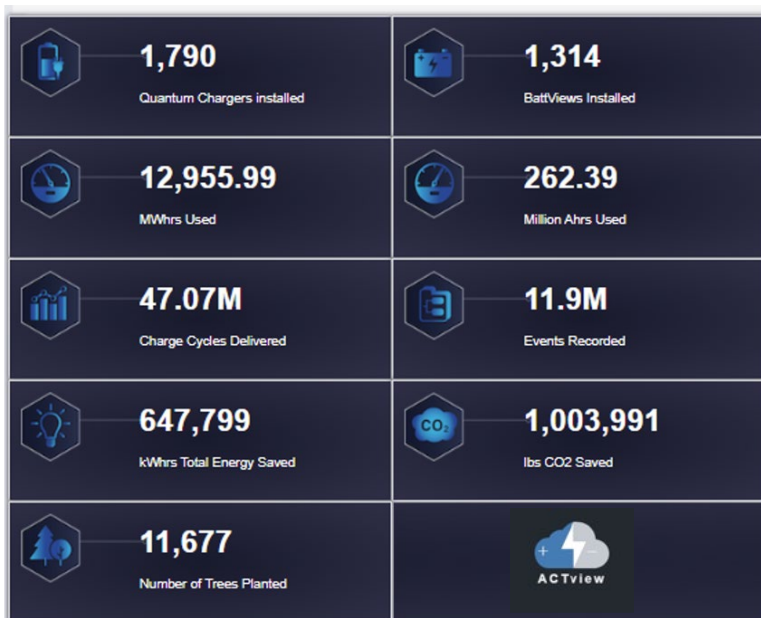 1,790
Quantum Chargers installed
1,314
BattViews Installed
12,955.99
MWhrs Used
262.39
Million Ahrs Used
47.07M
Charge Cycles Delivered
11.9M
Events Recorded
647,799
kWhrs Total Energy Saved
CO2
1,003,991
lbs CO2 Saved
11,677
Number of Trees Planted
+ −
ACTview